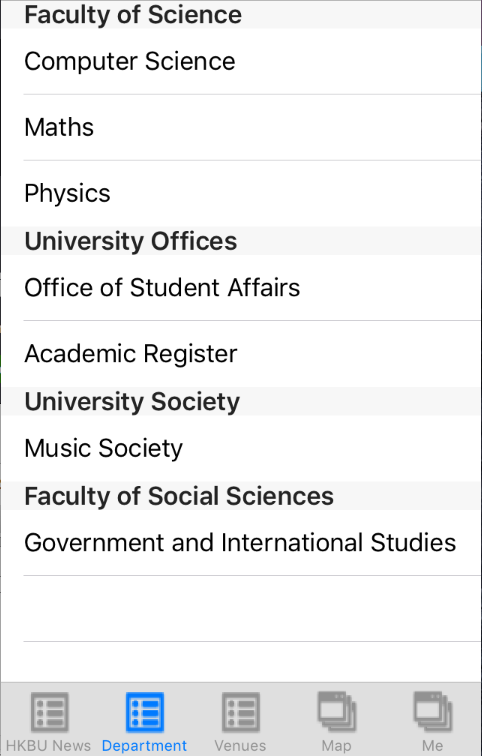 Faculty of Science
Computer Science
Maths
Physics
University Offices
Office of Student Affairs
Academic Register
University Society
Music Society
Faculty of Social Sciences
Government and International Studies
HKBU News Department Venues Map Me